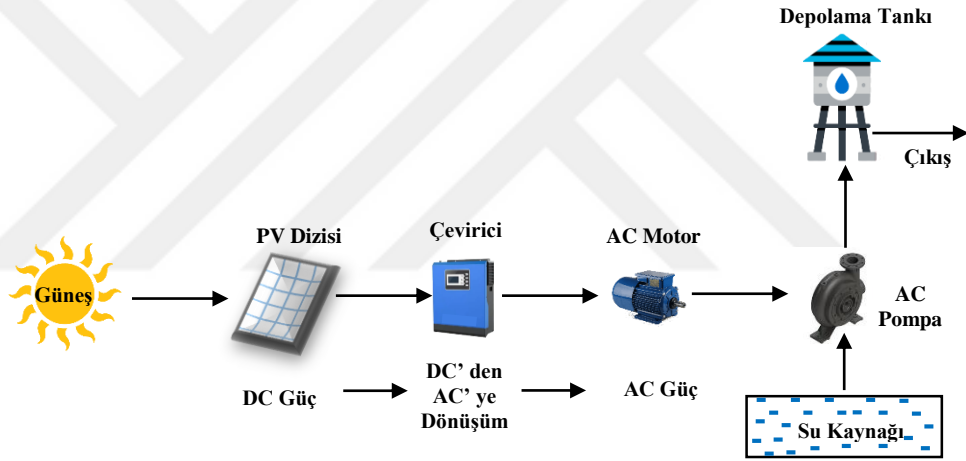 Depolama Tankı
Çıkış
PV Dizisi
Çevirici
AC Motor
Güneş
AC
Pompa
DC Güç
DC’ den
AC’ ye
Dönüşüm
AC Güç
Su Kaynağı